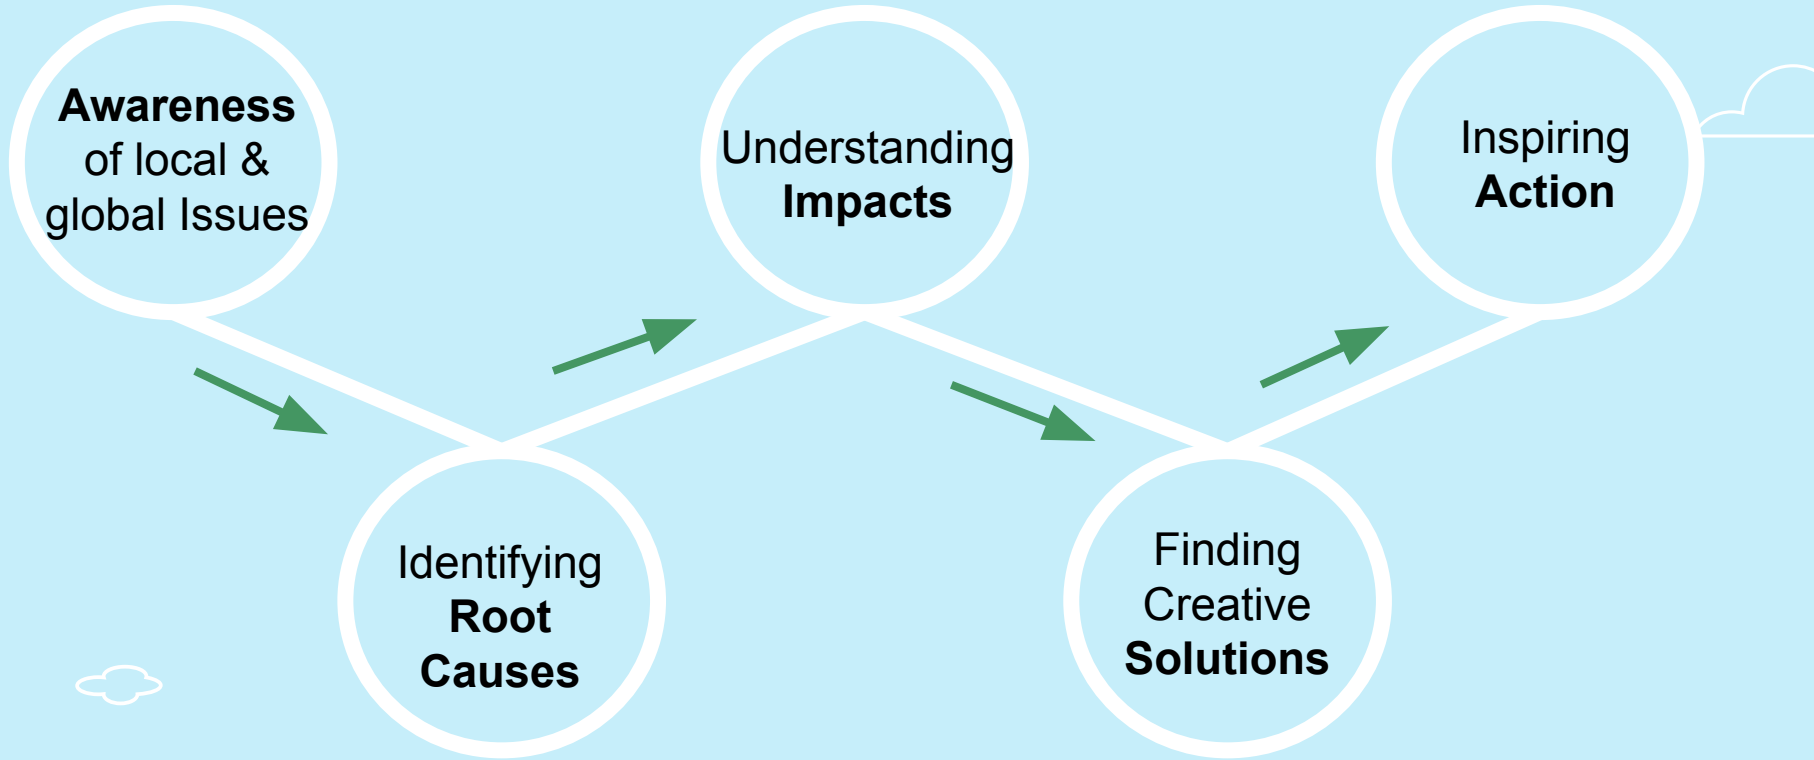 Awareness
of local &
global Issues
Identifying
Root
Causes
Understanding
Impacts
Finding
Creative
Solutions
Inspiring
Action